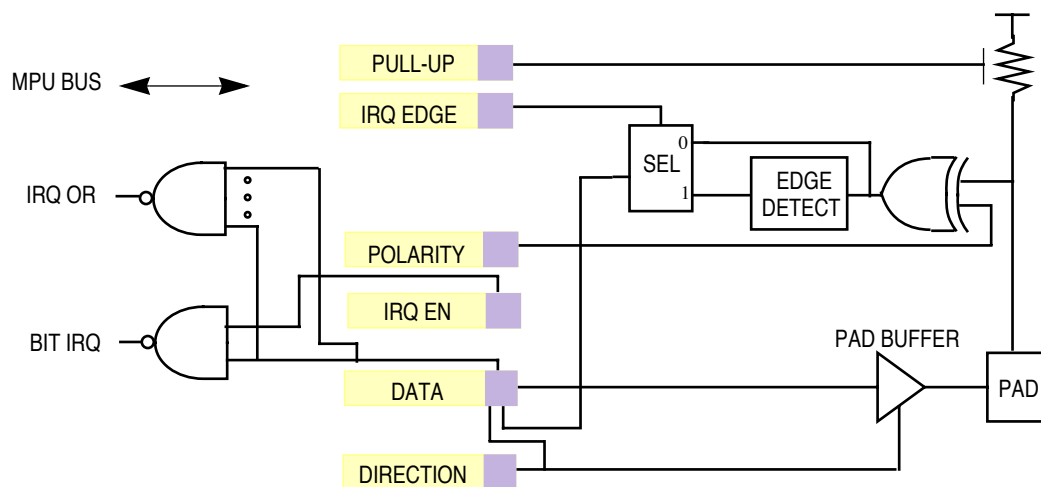 PULL-UP
MPU BUS
IRQ EDGE
0
SEL
1
EDGE
DETECT
IRQ OR
POLARITY
IRQ EN
BIT IRQ
PAD BUFFER
DATA
PAD
DIRECTION